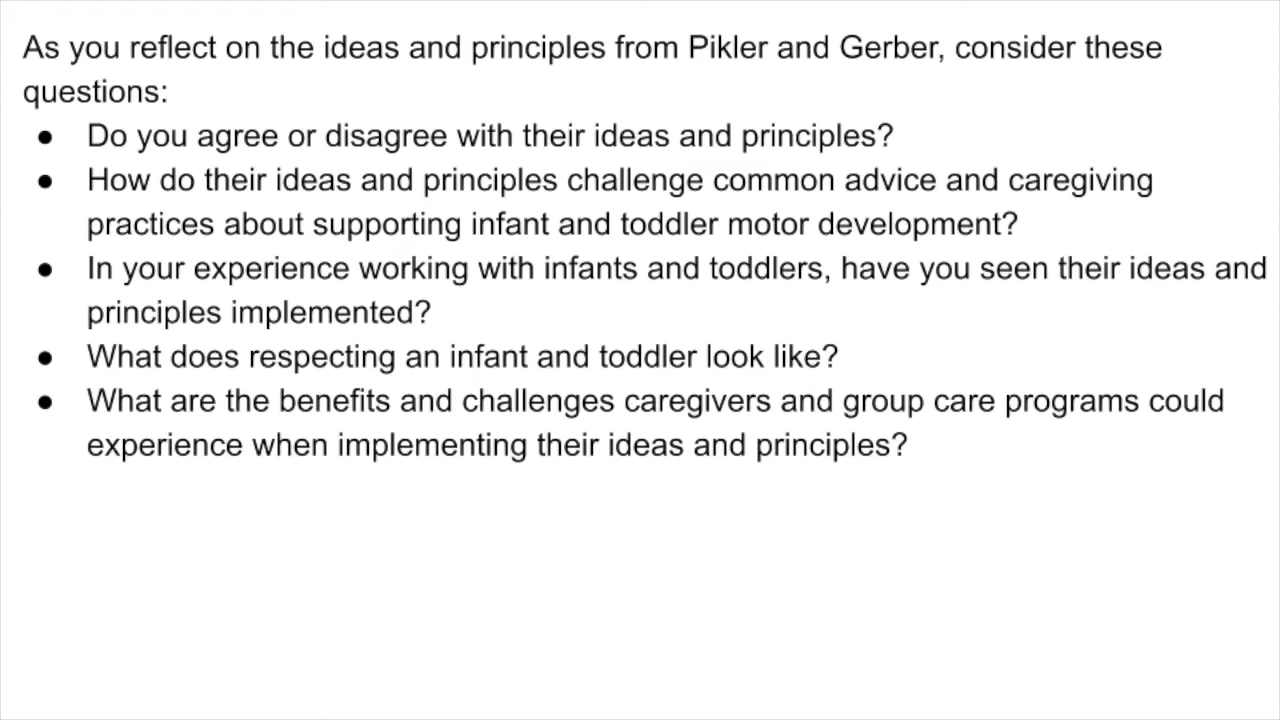 As you reflect on the ideas and principles from Pikler and Gerber, consider these
questions:
● Do you agree or disagree with their ideas and principles?
● How do their ideas and principles challenge common advice and caregiving
practices about supporting infant and toddler motor development?
● In your experience working with infants and toddlers, have you seen their ideas and
principles implemented?
● What does respecting an infant and toddler look like?
● What are the benefits and challenges caregivers and group care programs could
experience when implementing their ideas and principles?